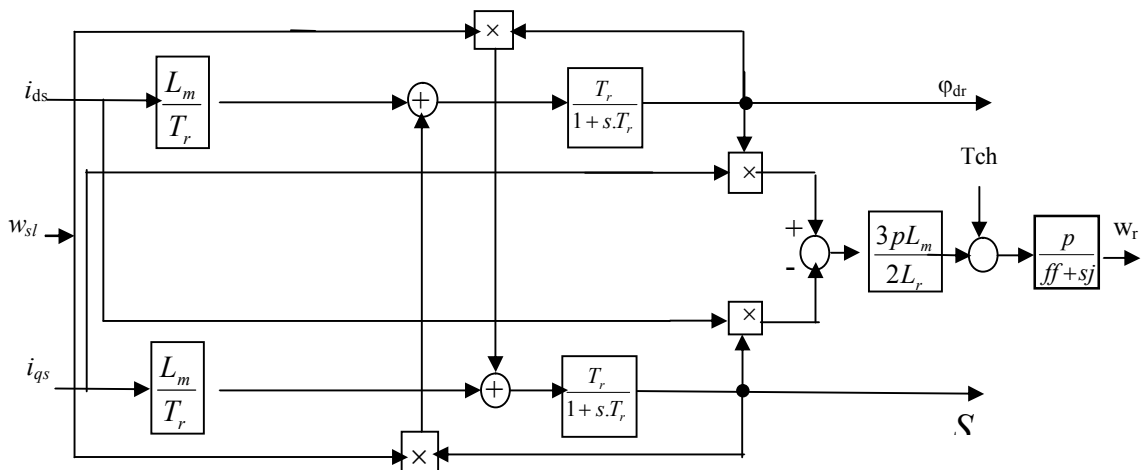 ×
i_ds L_m/T_r + T_r/(1+s.T_r) φ_dr
× Tch
w_sl + - 3pL_m/2L_r p/(ff+sj) w_r
×
i_qs L_m/T_r + T_r/(1+s.T_r)
×